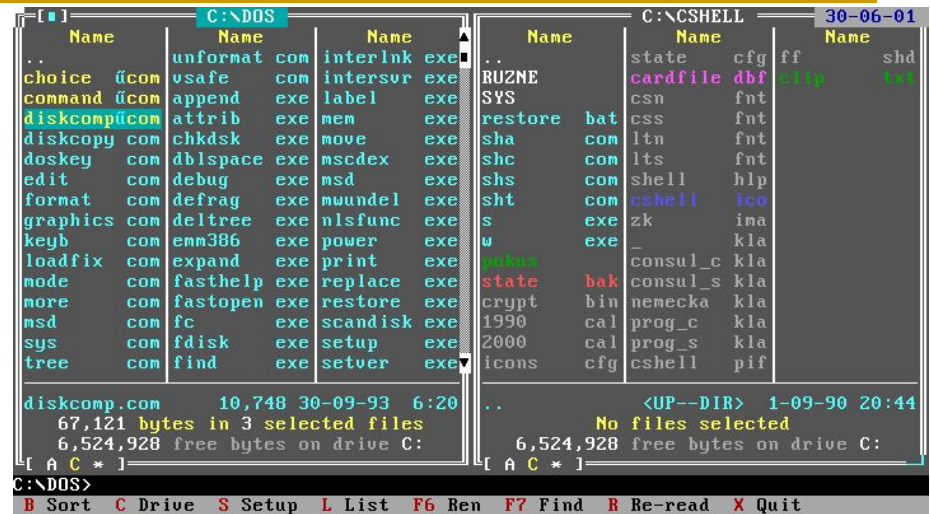 [■] C:\DOS C:\CSHELL 30-06-01
Name Name Name Name Name Name
.. unformat com interlnk exe .. state cfg ff shd
choice űcom vsafe com intersvr exe RUZNE cardfile dbf clip txt
command űcom append exe label exe SYS csn fnt
diskcompűcom attrib exe mem exe restore bat css fnt
diskcopy com chkdsk exe move exe sha com ltn fnt
doskey com dblspace exe mscdex exe shc com lts fnt
edit com debug exe msd exe shs com shell hlp
format com defrag exe mwundel exe sht com cshell ico
graphics com deltree exe nlsfunc exe s exe zk ima
keyb com emm386 exe power exe w exe _ kla
loadfix com expand exe print exe pokus consul_c kla
mode com fasthelp exe replace exe state bak consul_s kla
more com fastopen exe restore exe crypt bin nemecka kla
msd com fc exe scandisk exe 1990 cal prog_c kla
sys com fdisk exe setup exe 2000 cal prog_s kla
tree com find exe setver exe icons cfg cshell pif
diskcomp.com 10,748 30-09-93 6:20 .. <UP--DIR> 1-09-90 20:44
67,121 bytes in 3 selected files No files selected
6,524,928 free bytes on drive C: 6,524,928 free bytes on drive C:
[ A C * ] [ A C * ]
C:\DOS>
B Sort C Drive S Setup L List F6 Ren F7 Find R Re-read X Quit